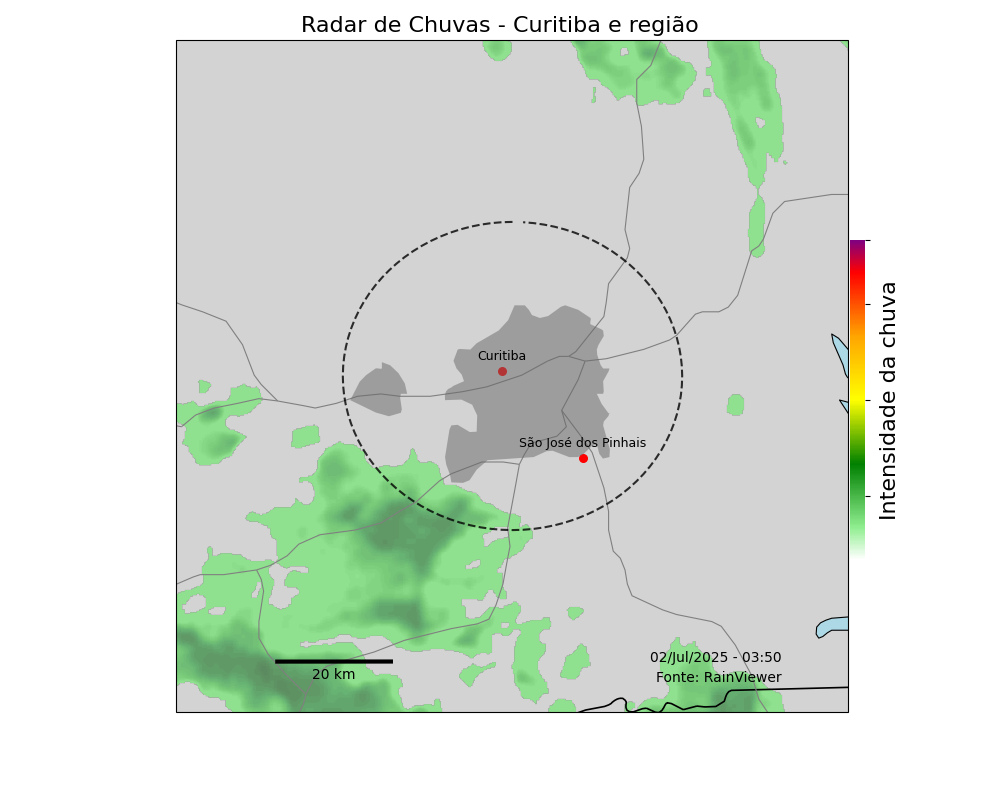 Radar de Chuvas - Curitiba e região
Curitiba
São José dos Pinhais
Intensidade da chuva
02/Jul/2025 - 03:50
Fonte: RainViewer
20 km